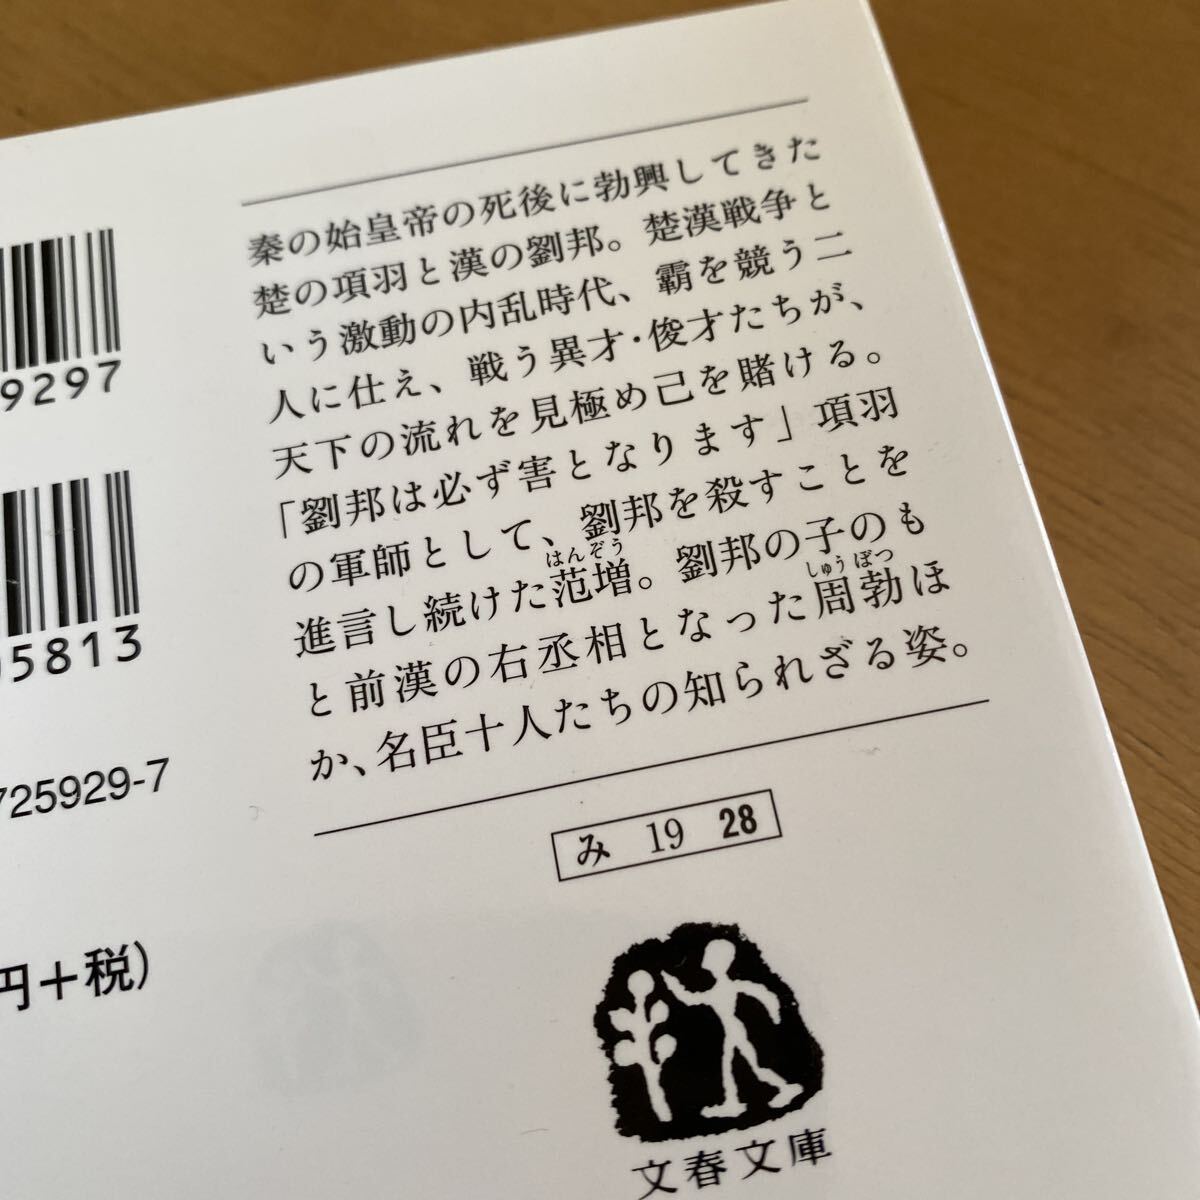 秦の始皇帝の死後に勃興してきた
楚の項羽と漢の劉邦。楚漢戦争と
いう激動の内乱時代、覇を競う二
人に仕え、戦う異才・俊才たちが、
天下の流れを見極め己を賭ける。
「劉邦は必ず害となります」項羽
の軍師として、劉邦を殺すことを
はんぞう
進言し続けた范増。劉邦の子のも
しゅうぼつ
と前漢の右丞相となった周勃ほ
か、名臣十人たちの知られざる姿。
9297
5813
725929-7
円+税)
み 19 28
文春文庫